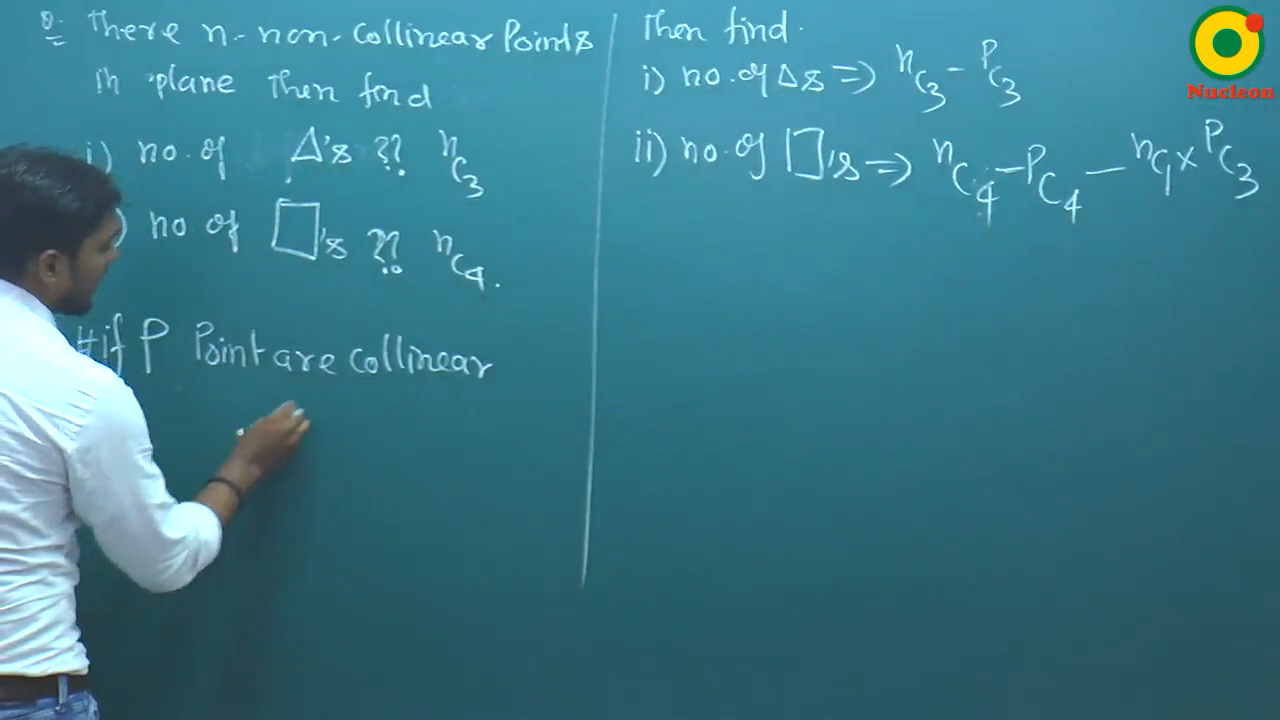 Q. There n-non-collinear Points
in plane Then find
i) no. of Δ's ?? nC3
) no of □'s ?? nC4.
#if P Point are collinear
Then find.
i) no. of Δs => nC3 - PC3
ii) no. of □'s => nC4 - PC4 - nC1 x PC3
Nucleon